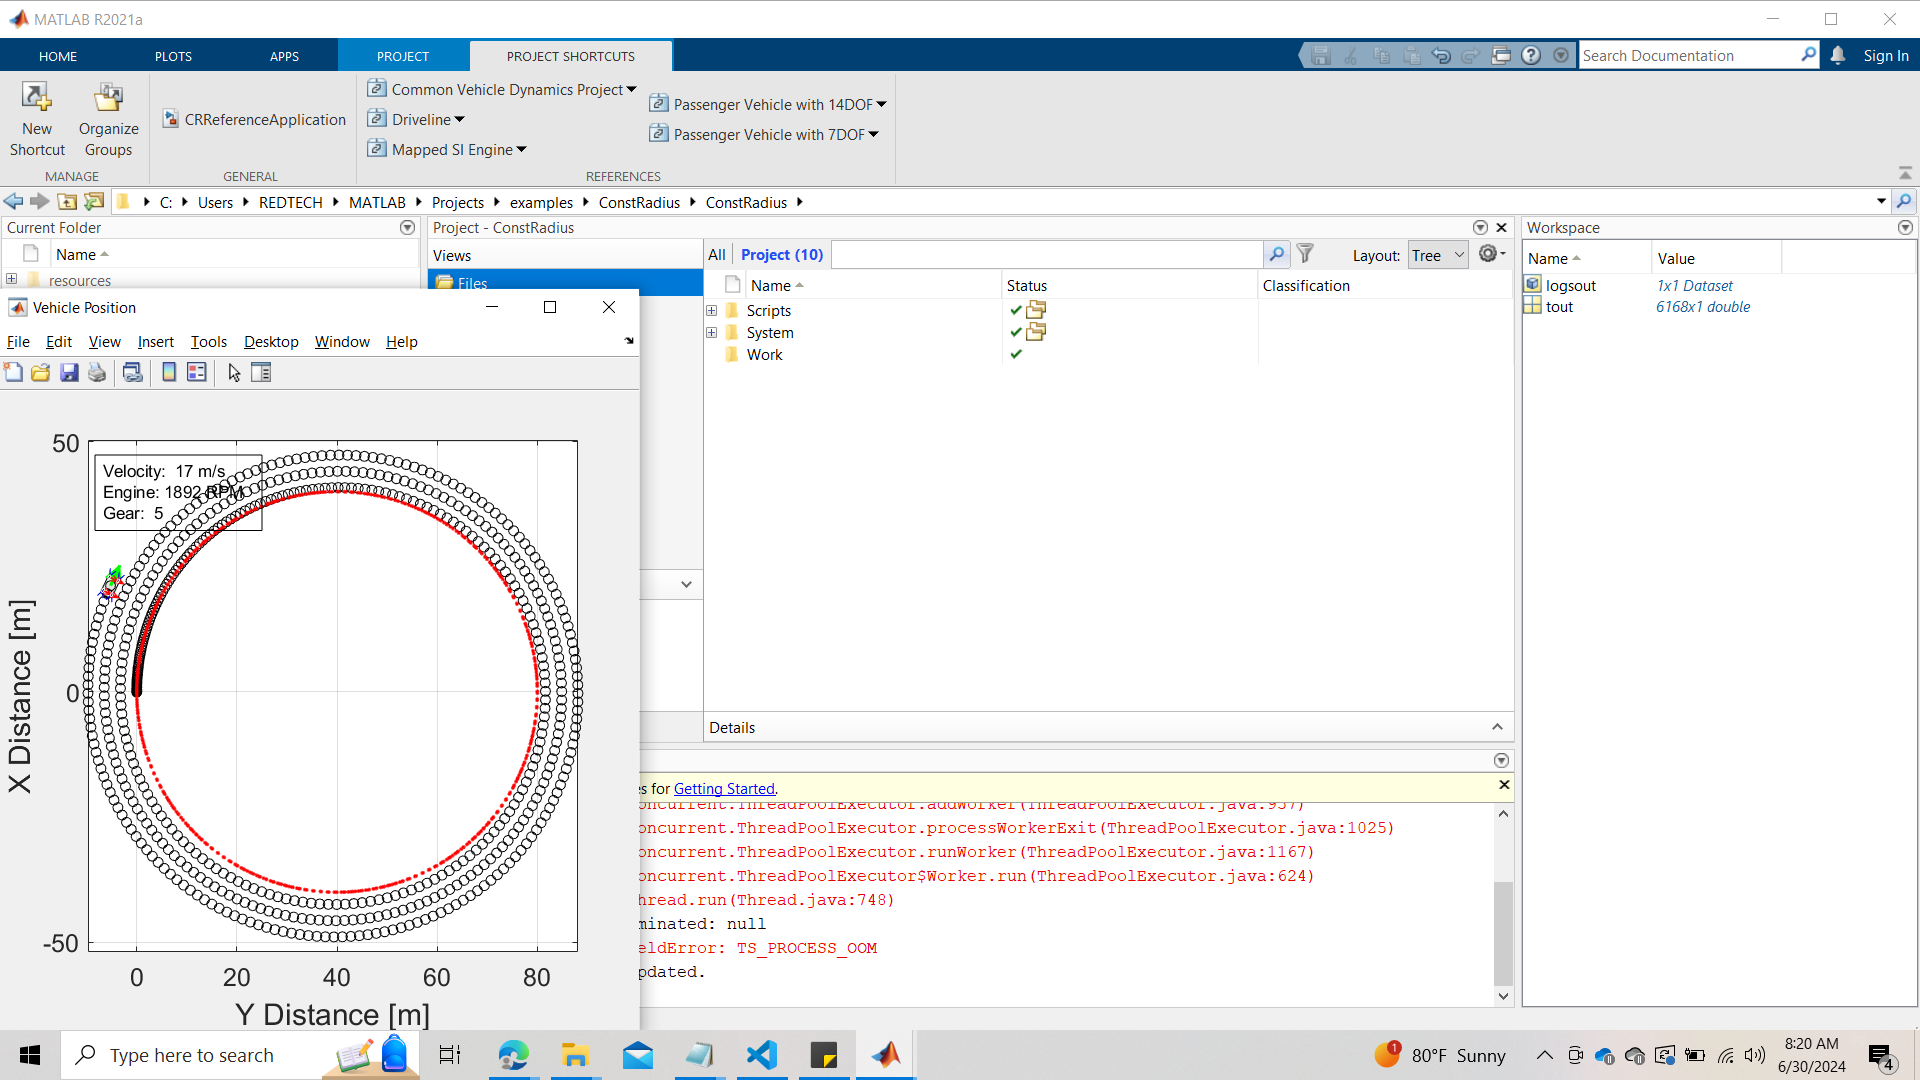 MATLAB R2021a
HOME
PLOTS
APPS
PROJECT
PROJECT SHORTCUTS
Search Documentation
Sign In
New Shortcut
Organize Groups
MANAGE
CRReferenceApplication
GENERAL
Common Vehicle Dynamics Project
Driveline
Mapped SI Engine
Passenger Vehicle with 14DOF
Passenger Vehicle with 7DOF
REFERENCES
C: Users REDTECH MATLAB Projects examples ConstRadius ConstRadius
Current Folder
Name
resources
Project - ConstRadius
Views
Files
All
Project (10)
Layout: Tree
Name
Status
Classification
Scripts
System
Work
Details
Workspace
Name Value
logsout 1x1 Dataset
tout 6168x1 double
Vehicle Position
File Edit View Insert Tools Desktop Window Help
Velocity: 17 m/s
Engine: 1892 RPM
Gear: 5
50
0
-50
X Distance [m]
0 20 40 60 80
Y Distance [m]
es for Getting Started.
oncurrent.ThreadPoolExecutor.addWorker(ThreadPoolExecutor.java:957)
oncurrent.ThreadPoolExecutor.processWorkerExit(ThreadPoolExecutor.java:1025)
oncurrent.ThreadPoolExecutor.runWorker(ThreadPoolExecutor.java:1167)
oncurrent.ThreadPoolExecutor$Worker.run(ThreadPoolExecutor.java:624)
hread.run(Thread.java:748)
minated: null
eldError: TS_PROCESS_OOM
pdated.
Type here to search
1
80°F Sunny
8:20 AM
6/30/2024
4